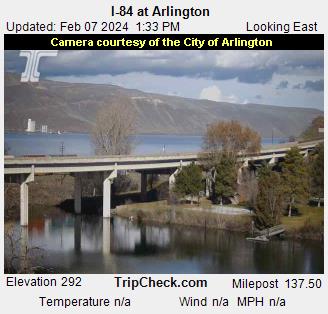 I-84 at Arlington
Updated: Feb 07 2024 1:33 PM Looking East
Camera courtesy of the City of Arlington
Elevation 292 TripCheck.com Milepost 137.50
Temperature n/a Wind n/a MPH n/a